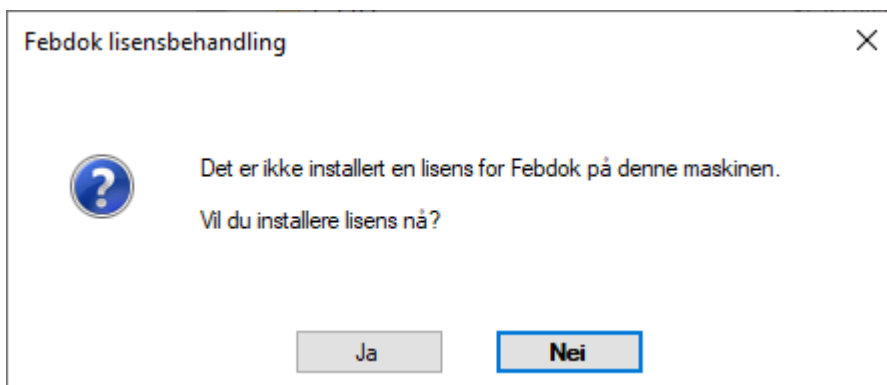 Febdok lisensbehandling
Det er ikke installert en lisens for Febdok på denne maskinen.
Vil du installere lisens nå?
Ja
Nei